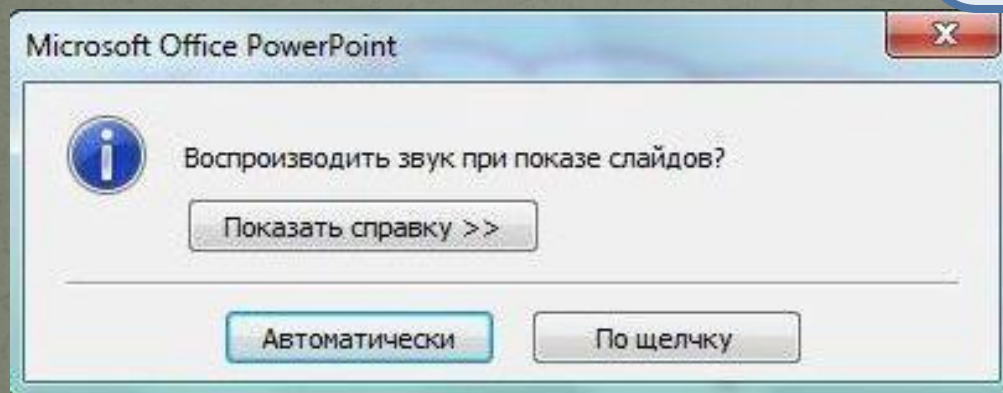 Microsoft Office PowerPoint
Воспроизводить звук при показе слайдов?
Показать справку >>
Автоматически
По щелчку